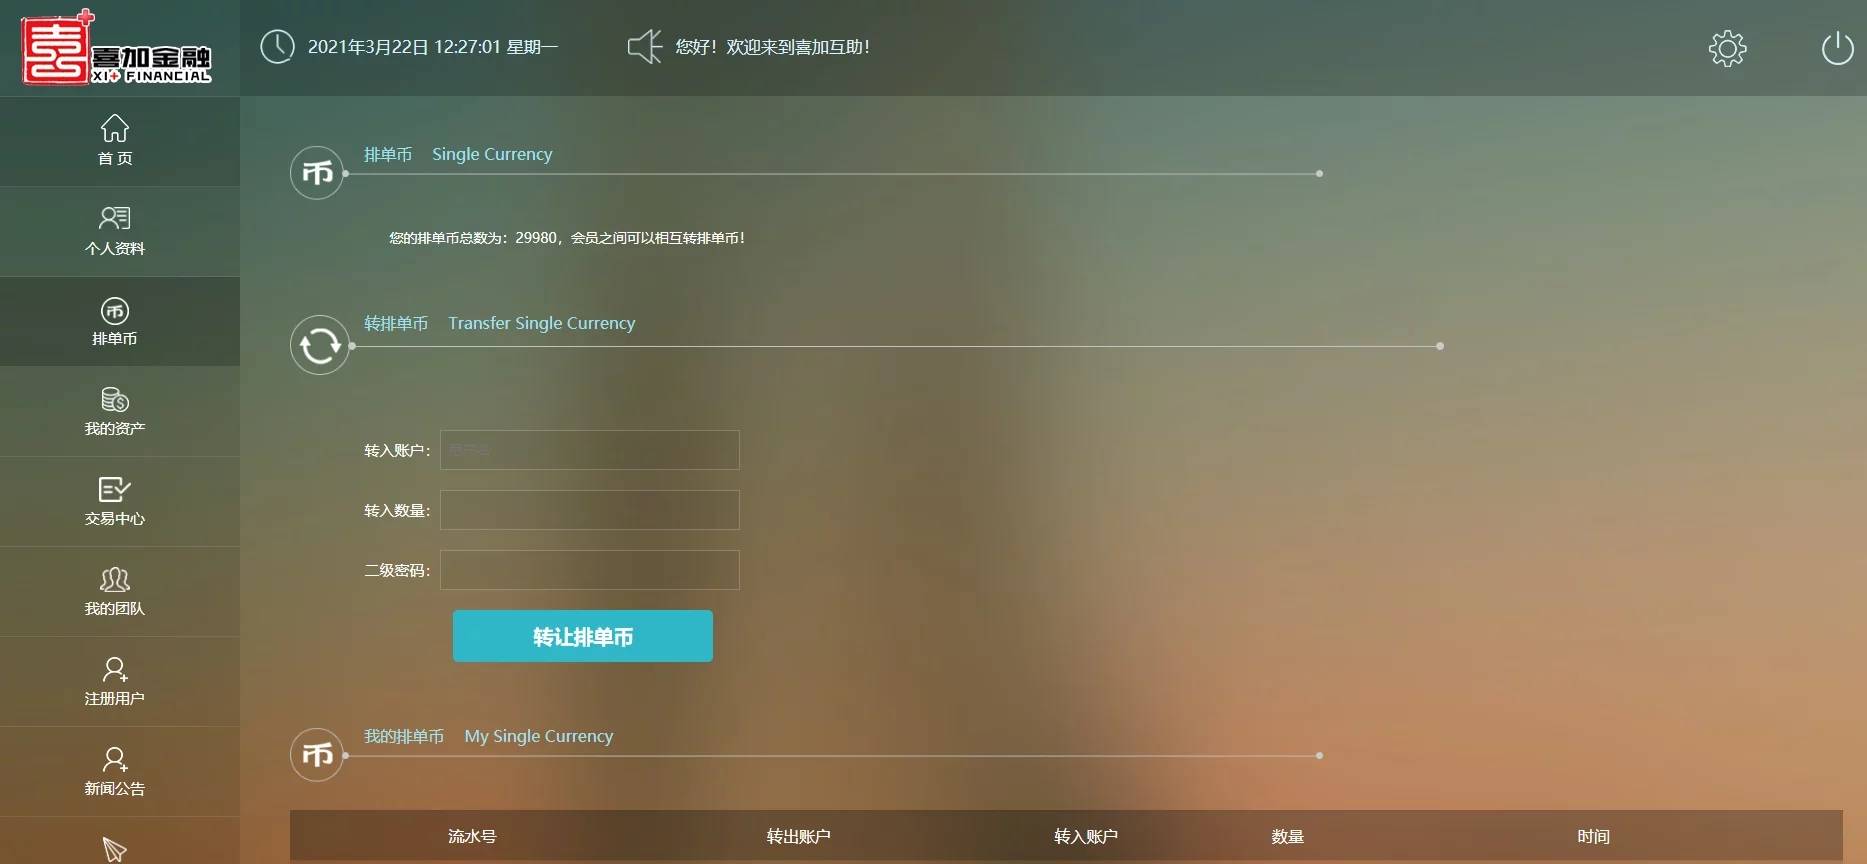 喜加金融
XI+ FINANCIAL
2021年3月22日 12:27:01 星期一
您好！欢迎来到喜加互助！
首 页
个人资料
排单币
我的资产
交易中心
我的团队
注册用户
新闻公告
币
排单币 Single Currency
您的排单币总数为：29980，会员之间可以相互转排单币！
转排单币 Transfer Single Currency
转入账户：
转入数量：
二级密码：
转让排单币
币
我的排单币 My Single Currency
流水号 转出账户 转入账户 数量 时间